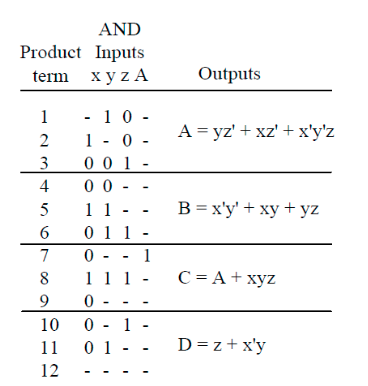 AND
Product Inputs
term x y z A Outputs
1 - 1 0 -
2 1 - 0 - A = yz' + xz' + x'y'z
3 0 0 1 -
4 0 0 - -
5 1 1 - - B = x'y' + xy + yz
6 0 1 1 -
7 0 - - 1
8 1 1 1 - C = A + xyz
9 0 - - -
10 0 - 1 -
11 0 1 - - D = z + x'y
12 - - - -